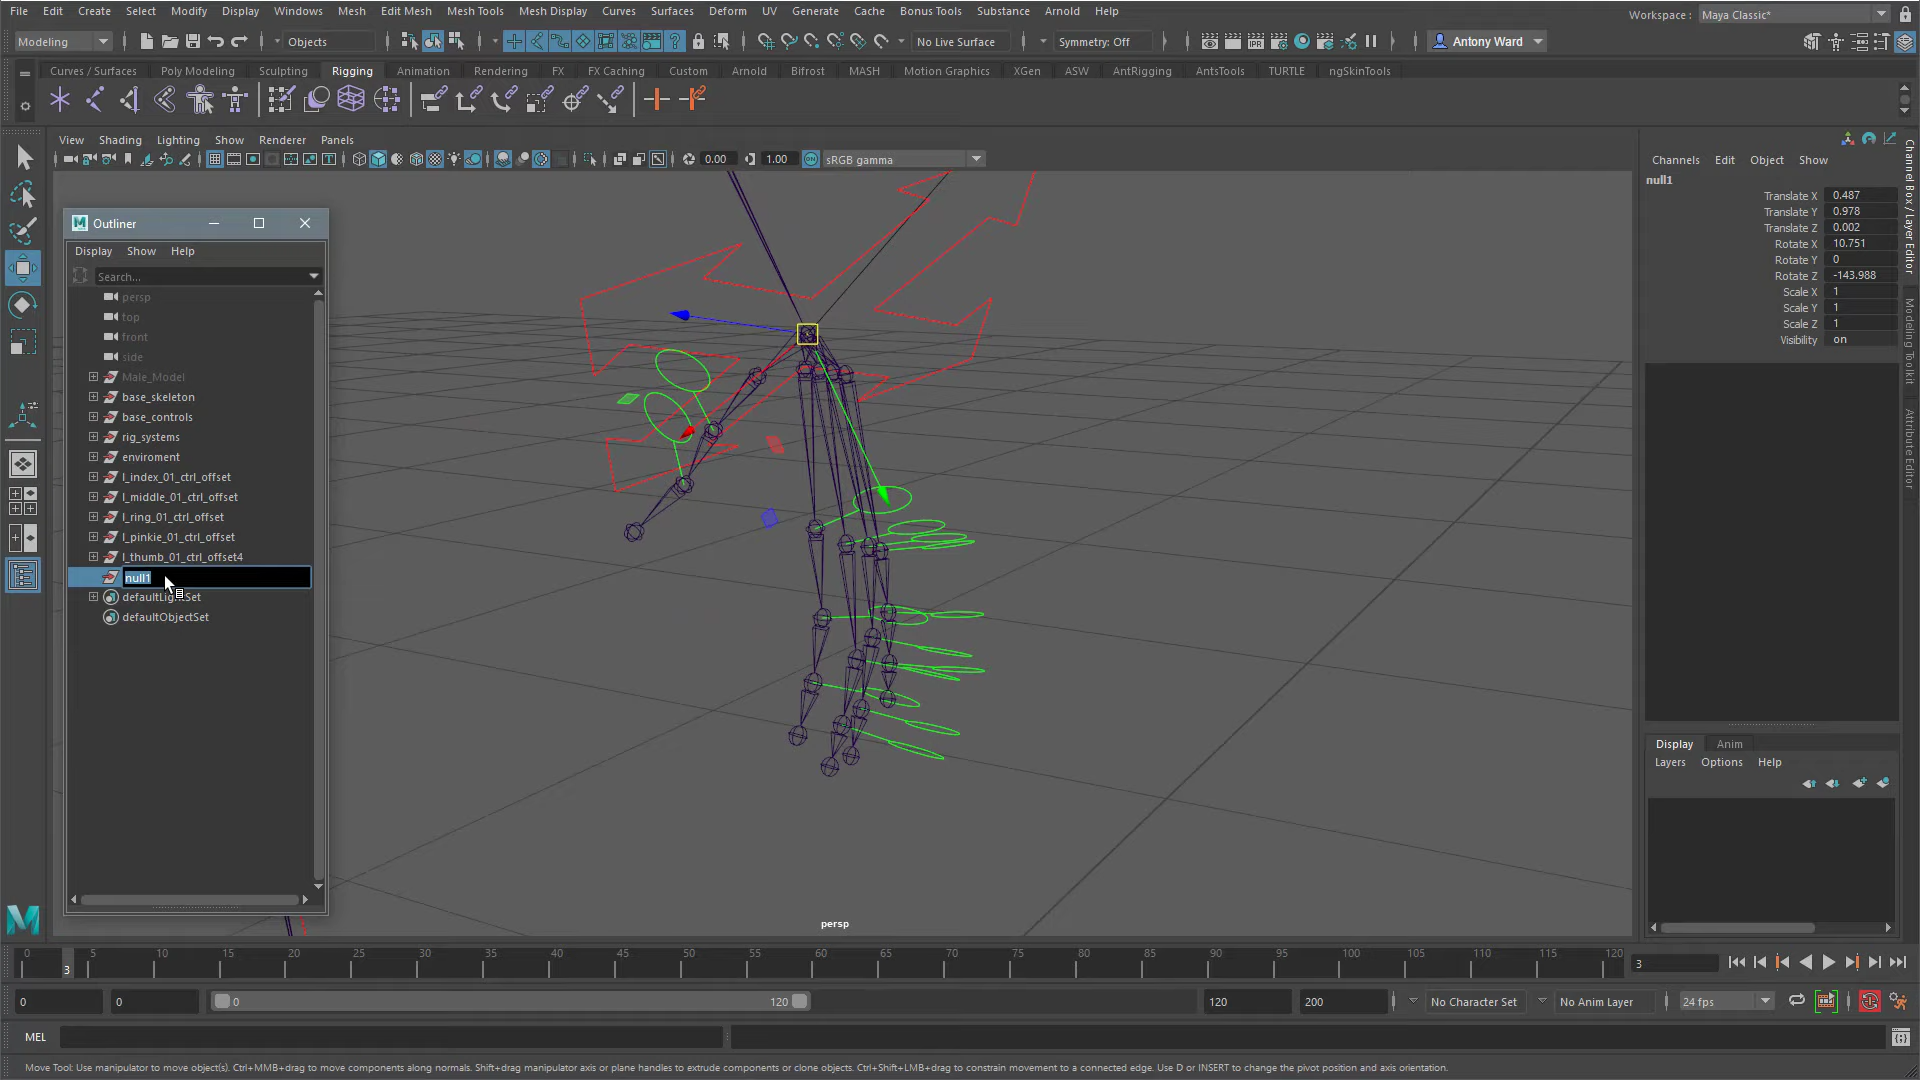 File Edit Create Select Modify Display Windows Mesh Edit Mesh Mesh Tools Mesh Display Curves Surfaces Deform UV Generate Cache Bonus Tools Substance Arnold Help
Workspace : Maya Classic*
Modeling Objects No Live Surface Symmetry: Off Antony Ward
Curves / Surfaces Poly Modeling Sculpting Rigging Animation Rendering FX FX Caching Custom Arnold Bifrost MASH Motion Graphics XGen ASW AntRigging AntsTools TURTLE ngSkinTools
View Shading Lighting Show Renderer Panels
0.00 1.00 sRGB gamma
Channels Edit Object Show
null1
Translate X 0.487
Translate Y 0.978
Translate Z 0.002
Rotate X 10.751
Rotate Y 0
Rotate Z -143.988
Scale X 1
Scale Y 1
Scale Z 1
Visibility on
Channel Box / Layer Editor
Modeling Toolkit
Attribute Editor
Outliner
Display Show Help
Search...
persp
top
front
side
Male_Model
base_skeleton
base_controls
rig_systems
enviroment
l_index_01_ctrl_offset
l_middle_01_ctrl_offset
l_ring_01_ctrl_offset
l_pinkie_01_ctrl_offset
l_thumb_01_ctrl_offset4
null1
defaultLightSet
defaultObjectSet
persp
Display Anim
Layers Options Help
0 5 10 15 20 25 30 35 40 45 50 55 60 65 70 75 80 85 90 95 100 105 110 115 120
3
3
0 0 0 120 120 200 No Character Set No Anim Layer 24 fps
MEL
Move Tool: Use manipulator to move object(s). Ctrl+MMB+drag to move components along normals. Shift+drag manipulator axis or plane handles to extrude components or clone objects. Ctrl+Shift+LMB+drag to constrain movement to a connected edge. Use D or INSERT to change the pivot position and axis orientation.